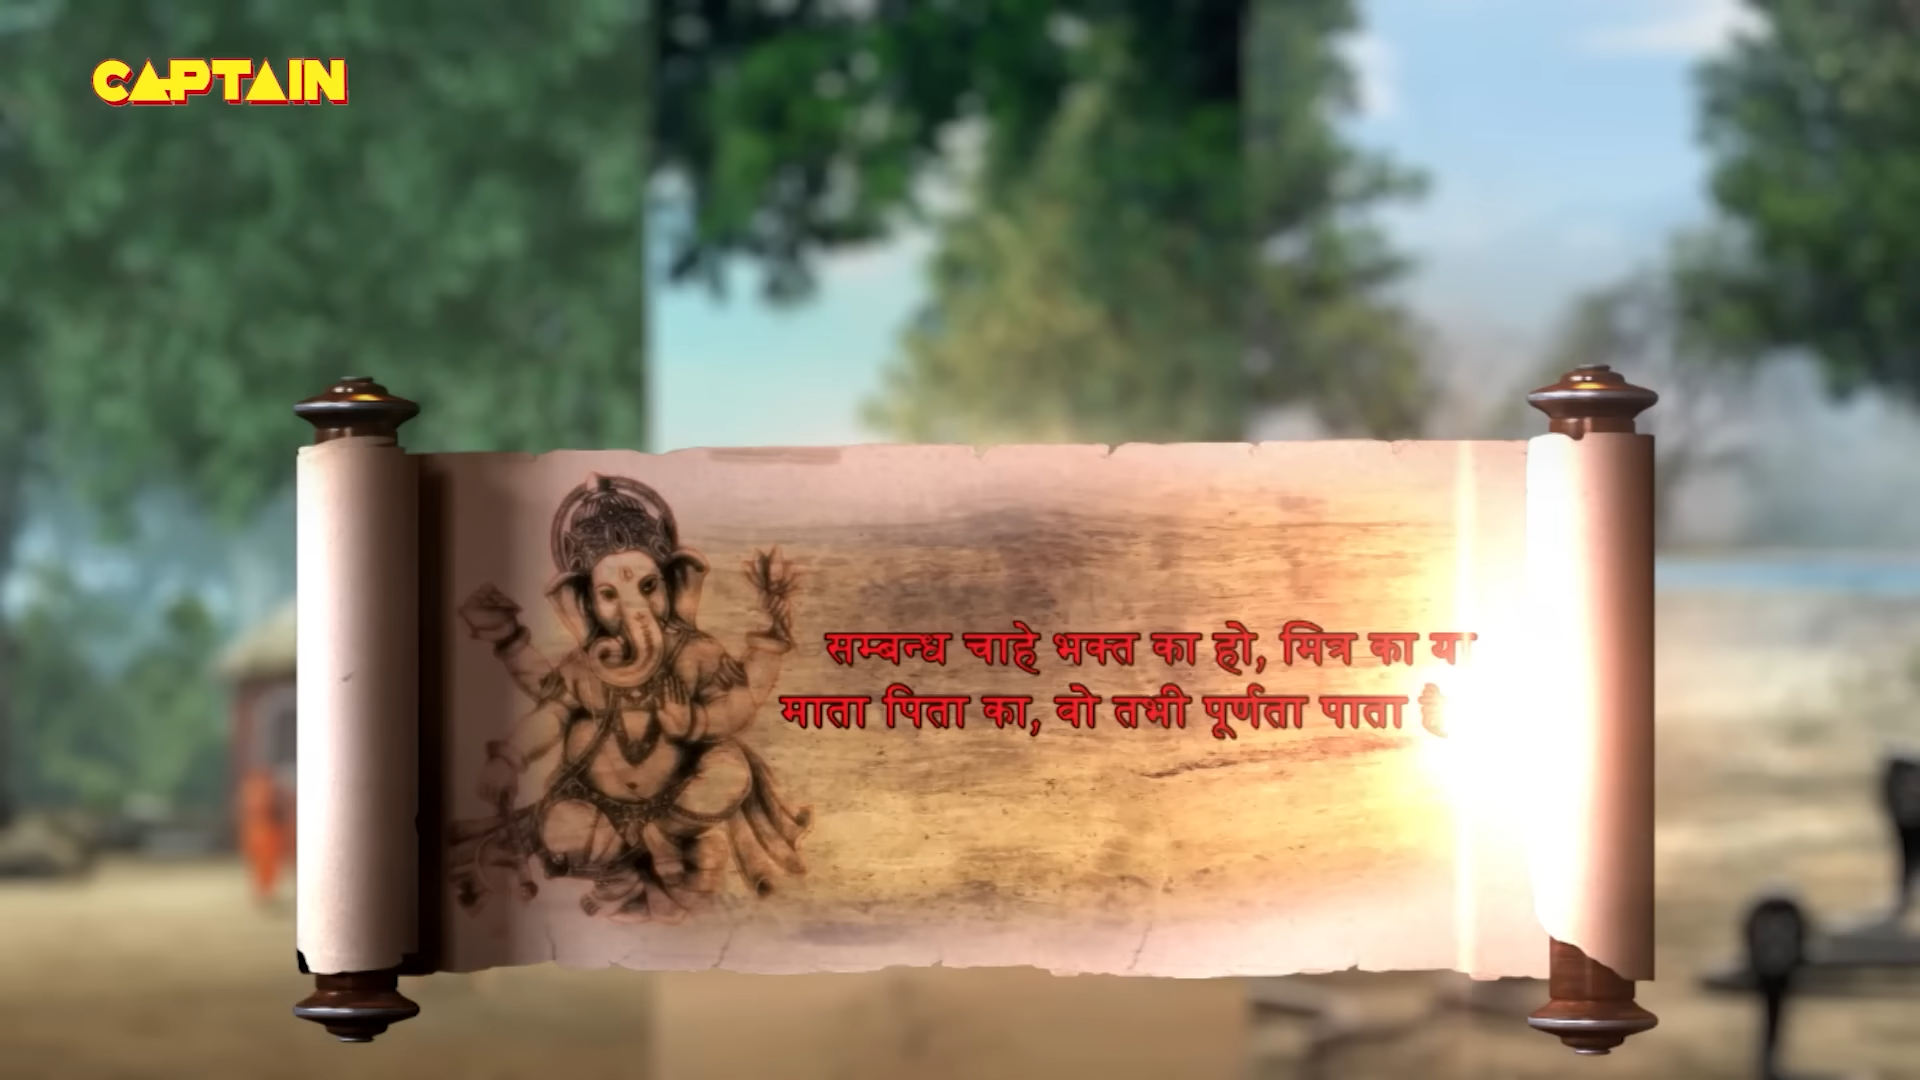 CAPTAIN
सम्बन्ध चाहे भक्त का हो, मित्र का या
माता पिता का, वो तभी पूर्णता पाता है